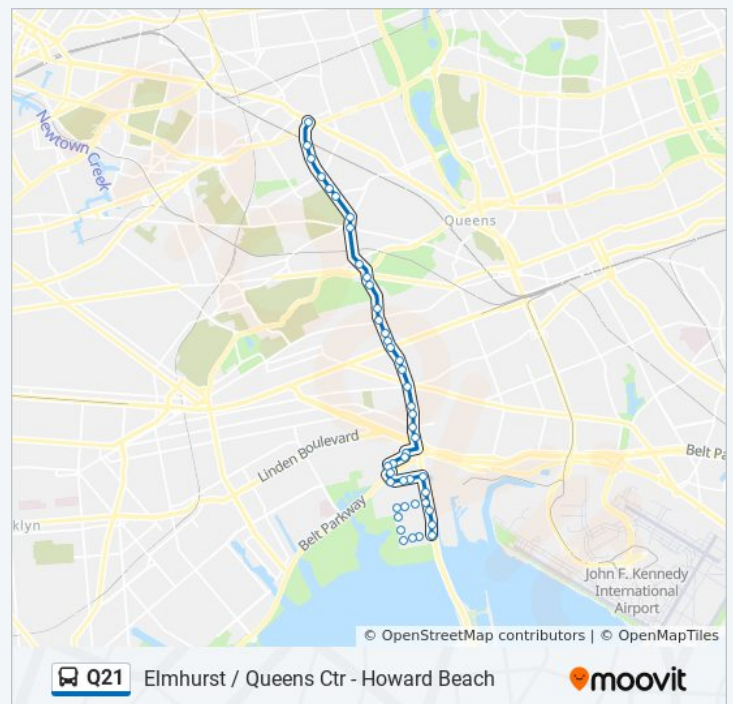 Newtown Creek
Queens
Linden Boulevard
Belt Pa
Belt Parkway
klyn
John F. Kennedy
International
Airport
© OpenStreetMap contributors | © OpenMapTiles
Q21 Elmhurst / Queens Ctr - Howard Beach moovit